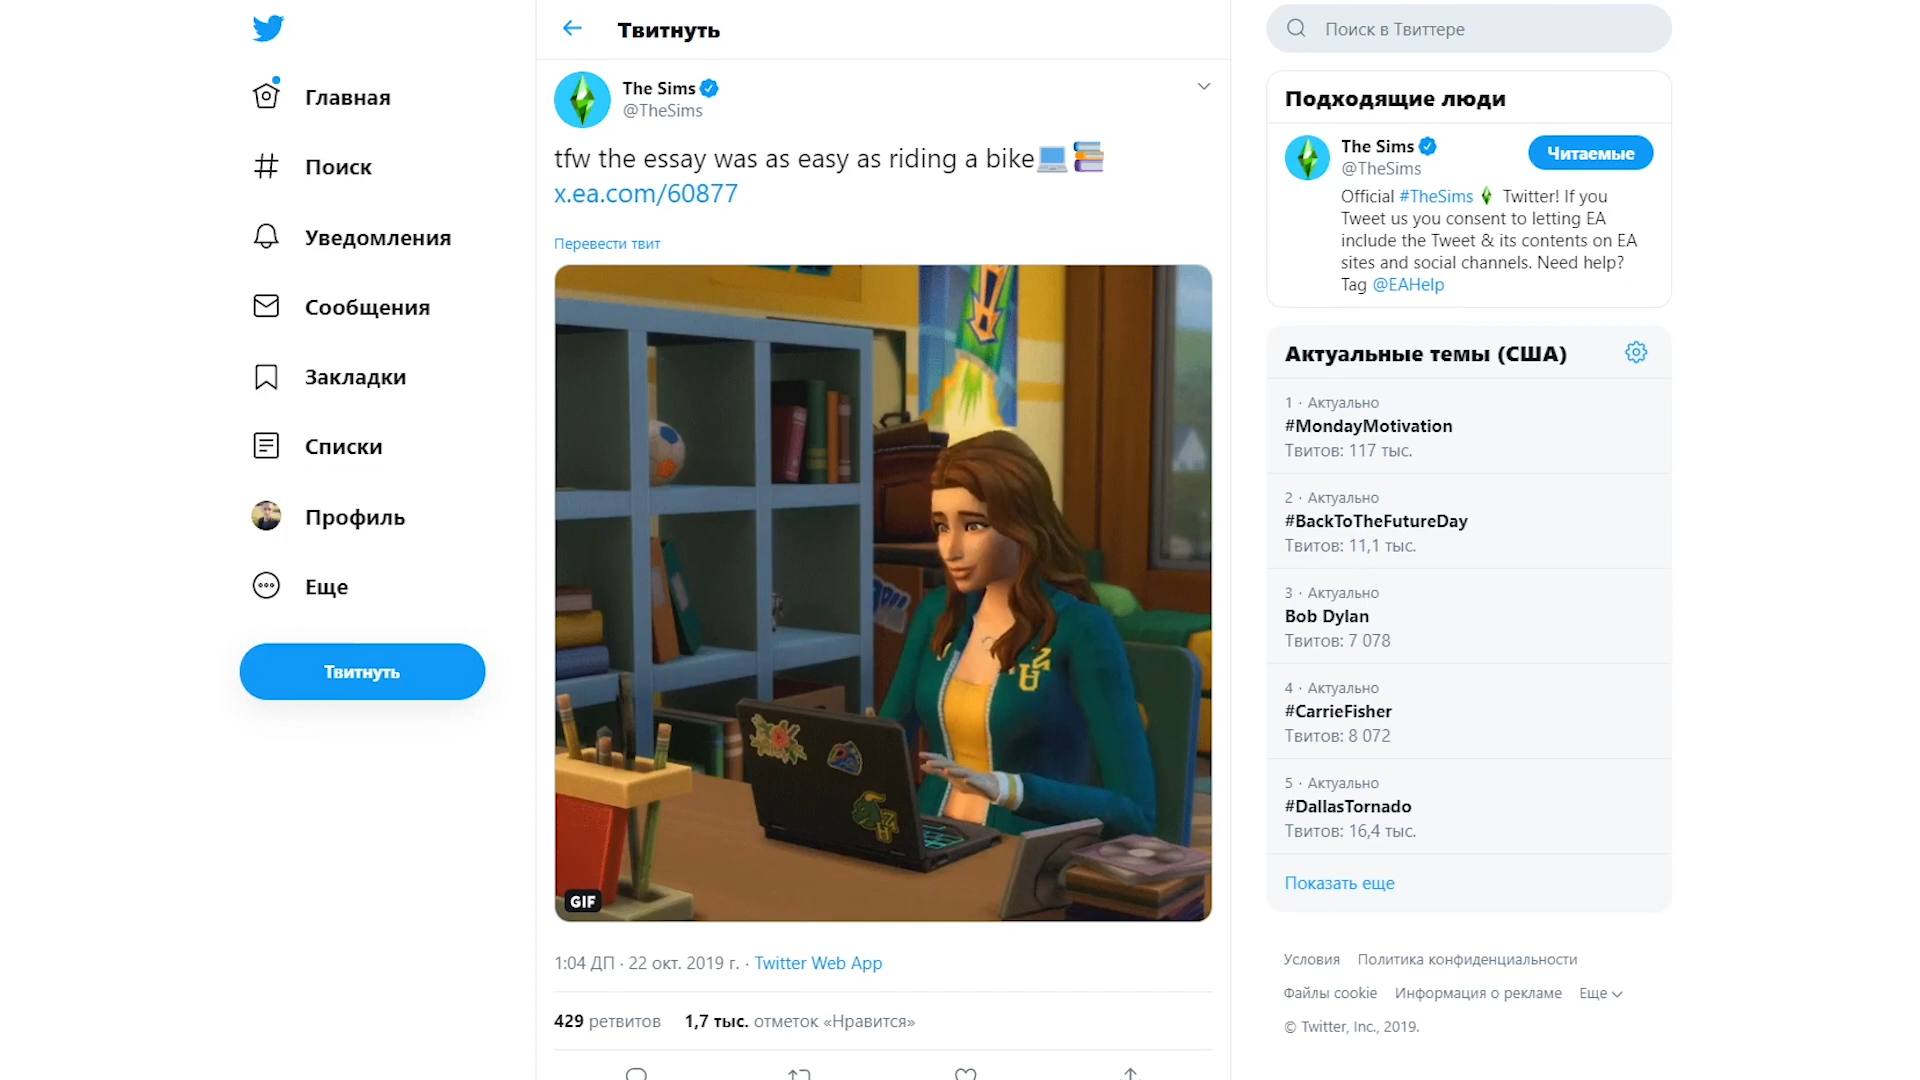 Главная
Поиск
Уведомления
Сообщения
Закладки
Списки
Профиль
Еще
Твитнуть
Твитнуть
The Sims
@TheSims
tfw the essay was as easy as riding a bike💻📚
x.ea.com/60877
Перевести твит
GIF
1:04 ДП · 22 окт. 2019 г. · Twitter Web App
429 ретвитов 1,7 тыс. отметок «Нравится»
Поиск в Твиттере
Подходящие люди
The Sims
@TheSims
Читаемые
Official #TheSims Twitter! If you
Tweet us you consent to letting EA
include the Tweet & its contents on EA
sites and social channels. Need help?
Tag @EAHelp
Актуальные темы (США)
1 · Актуально
#MondayMotivation
Твитов: 117 тыс.
2 · Актуально
#BackToTheFutureDay
Твитов: 11,1 тыс.
3 · Актуально
Bob Dylan
Твитов: 7 078
4 · Актуально
#CarrieFisher
Твитов: 8 072
5 · Актуально
#DallasTornado
Твитов: 16,4 тыс.
Показать еще
Условия Политика конфиденциальности
Файлы cookie Информация о рекламе Еще
© Twitter, Inc., 2019.